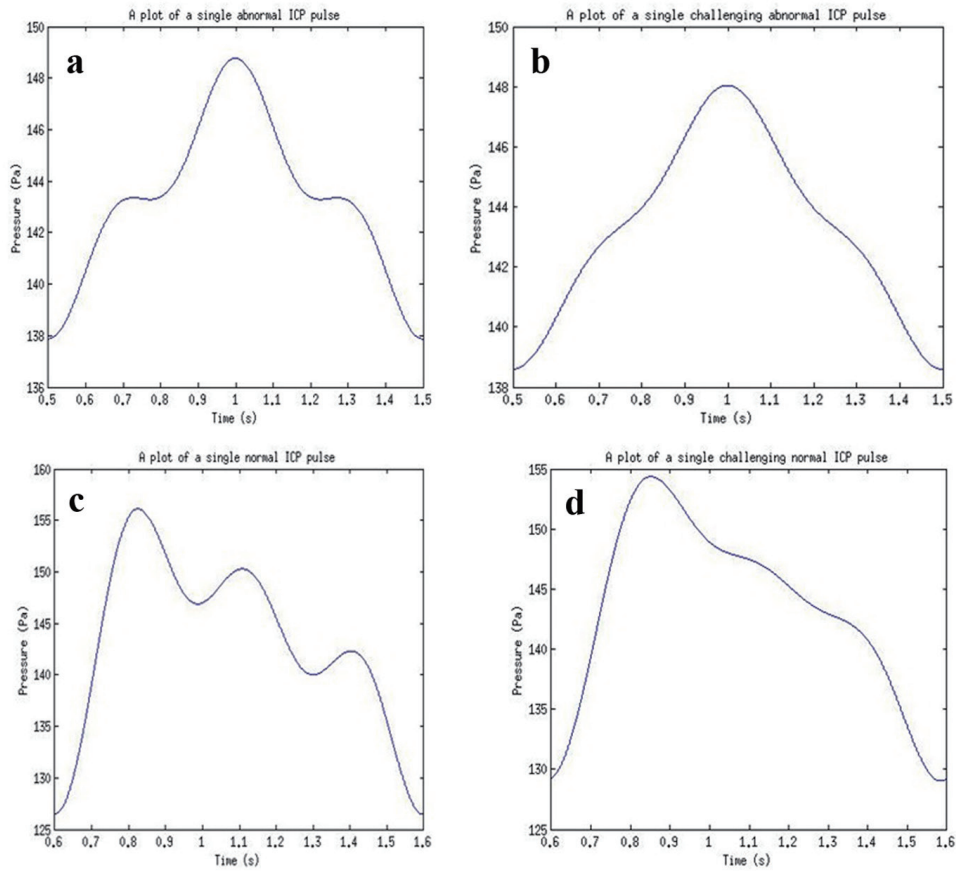 A plot of a single abnormal ICP pulse
a
150
148
146
144
142
140
138
136
Pressure (Pa)
0.5 0.6 0.7 0.8 0.9 1 1.1 1.2 1.3 1.4 1.5
Time (s)
A plot of a single challenging abnormal ICP pulse
b
150
148
146
144
142
140
138
Pressure (Pa)
0.5 0.6 0.7 0.8 0.9 1 1.1 1.2 1.3 1.4 1.5
Time (s)
A plot of a single normal ICP pulse
c
160
155
150
145
140
135
130
125
Pressure (Pa)
0.6 0.7 0.8 0.9 1 1.1 1.2 1.3 1.4 1.5 1.6
Time (s)
A plot of a single challenging normal ICP pulse
d
155
150
145
140
135
130
125
Pressure (Pa)
0.6 0.7 0.8 0.9 1 1.1 1.2 1.3 1.4 1.5 1.6
Time (s)